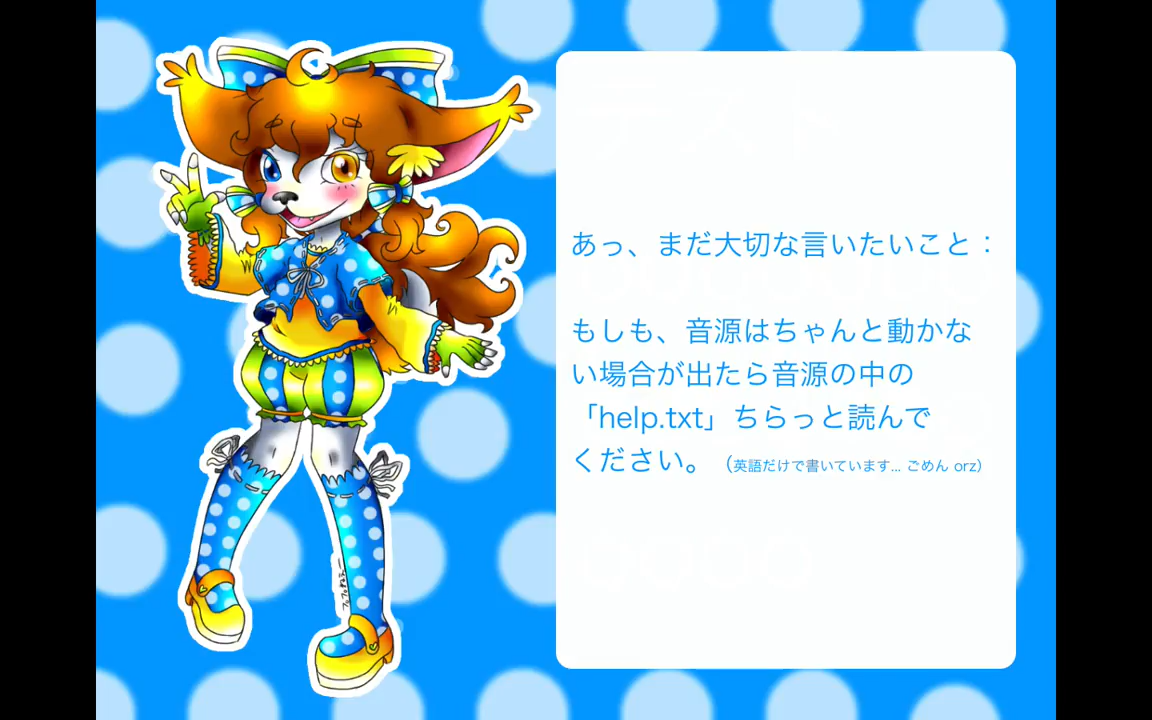 あっ、まだ大切な言いたいこと：
もしも、音源はちゃんと動かな
い場合が出たら音源の中の
「help.txt」ちらっと読んで
ください。（英語だけで書いています... ごめん orz）